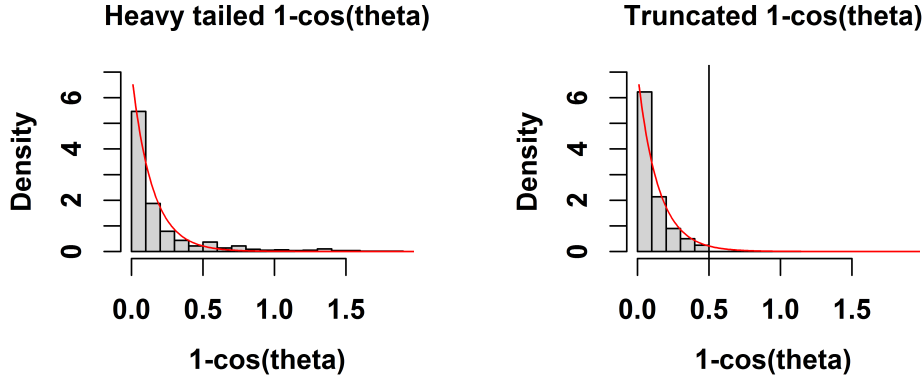 Heavy tailed 1-cos(theta)
Density
0 2 4 6
0.0 0.5 1.0 1.5
1-cos(theta)
Truncated 1-cos(theta)
Density
0 2 4 6
0.0 0.5 1.0 1.5
1-cos(theta)